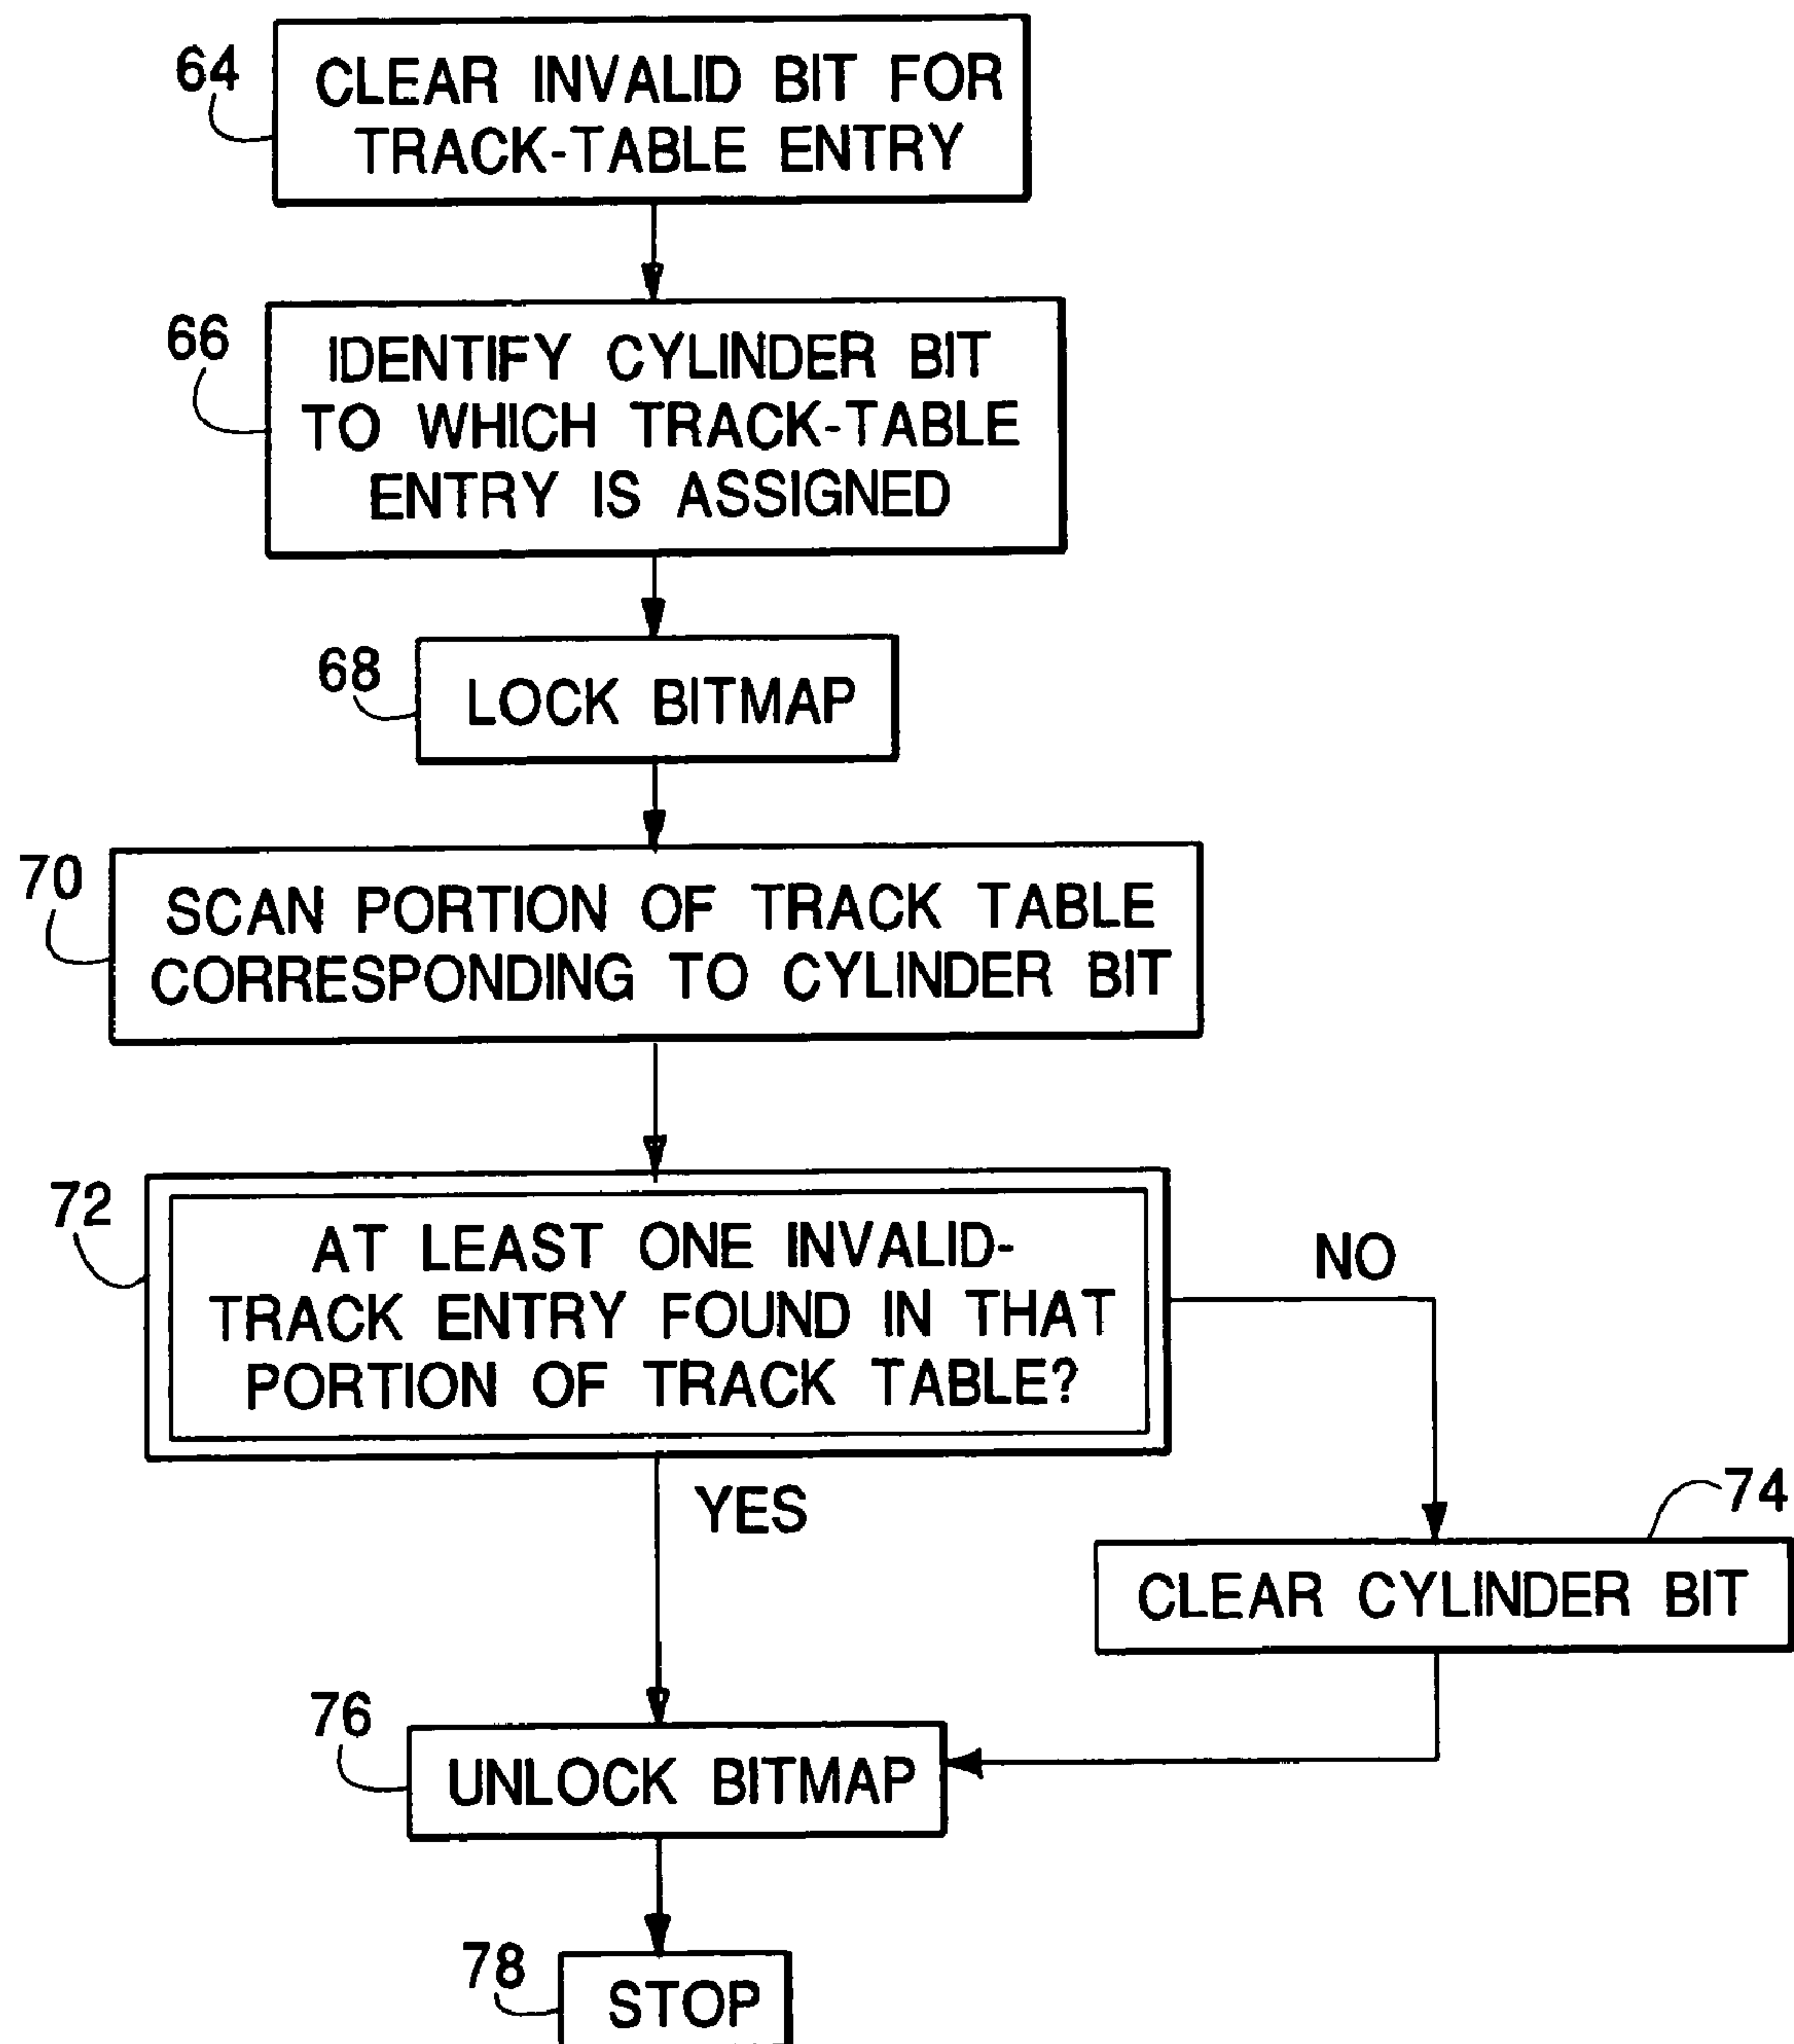 64
CLEAR INVALID BIT FOR
TRACK-TABLE ENTRY
66
IDENTIFY CYLINDER BIT
TO WHICH TRACK-TABLE
ENTRY IS ASSIGNED
68
LOCK BITMAP
70
SCAN PORTION OF TRACK TABLE
CORRESPONDING TO CYLINDER BIT
72
AT LEAST ONE INVALID-
TRACK ENTRY FOUND IN THAT
PORTION OF TRACK TABLE?
NO
YES
74
CLEAR CYLINDER BIT
76
UNLOCK BITMAP
78
STOP